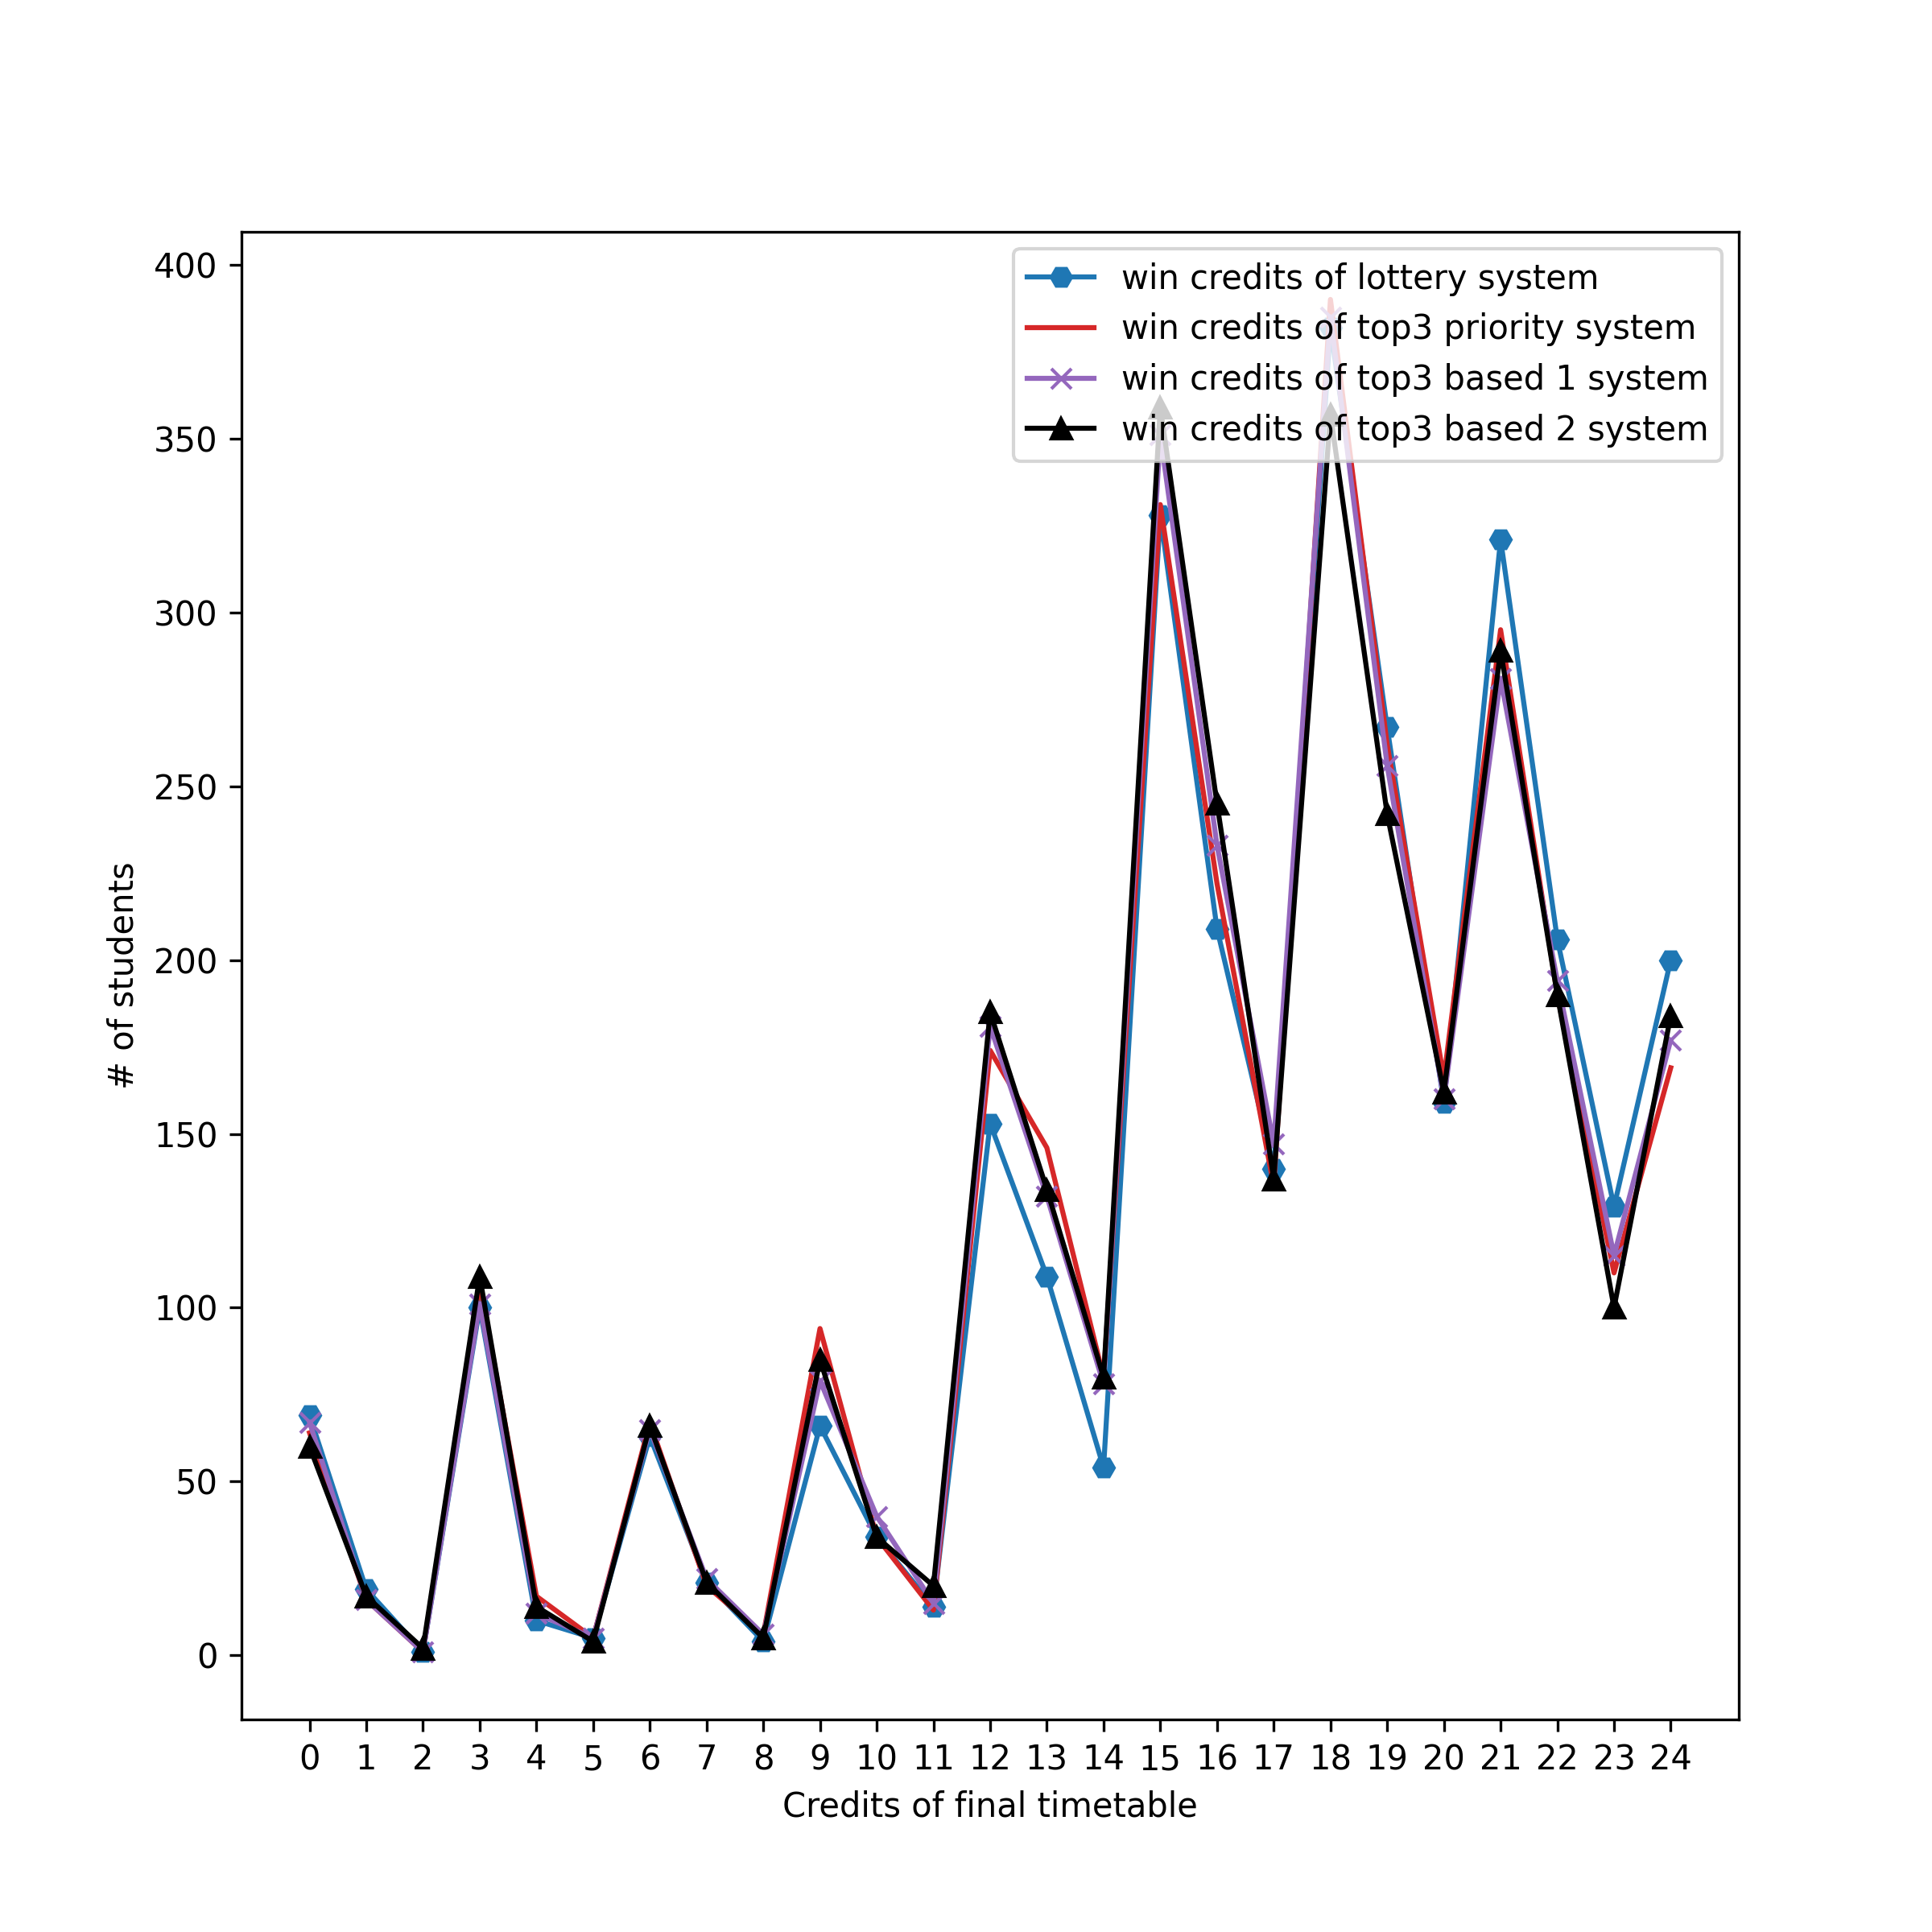 win credits of lottery system
win credits of top3 priority system
win credits of top3 based 1 system
win credits of top3 based 2 system
400
350
300
250
200
150
100
50
0
# of students
0 1 2 3 4 5 6 7 8 9 10 11 12 13 14 15 16 17 18 19 20 21 22 23 24
Credits of final timetable